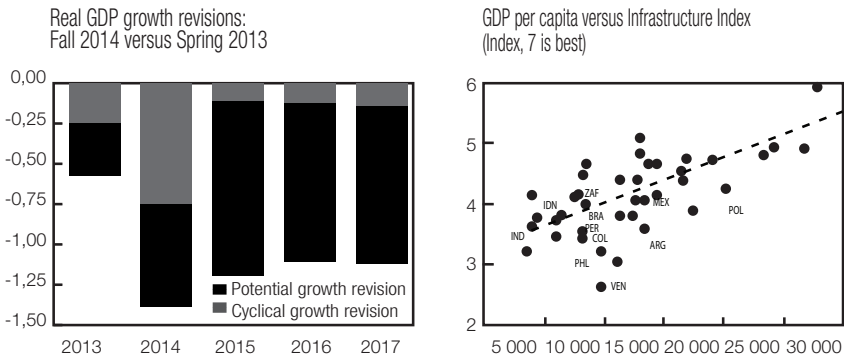 Real GDP growth revisions:
Fall 2014 versus Spring 2013
0,00
-0,25
-0,50
-0,75
-1,00
-1,25
-1,50
Potential growth revision
Cyclical growth revision
2013 2014 2015 2016 2017
GDP per capita versus Infrastructure Index
(Index, 7 is best)
6
5
4
3
2
ZAF
IDN
MEX
BRA
POL
PER
IND
COL
ARG
PHL
VEN
5 000 10 000 15 000 20 000 25 000 30 000